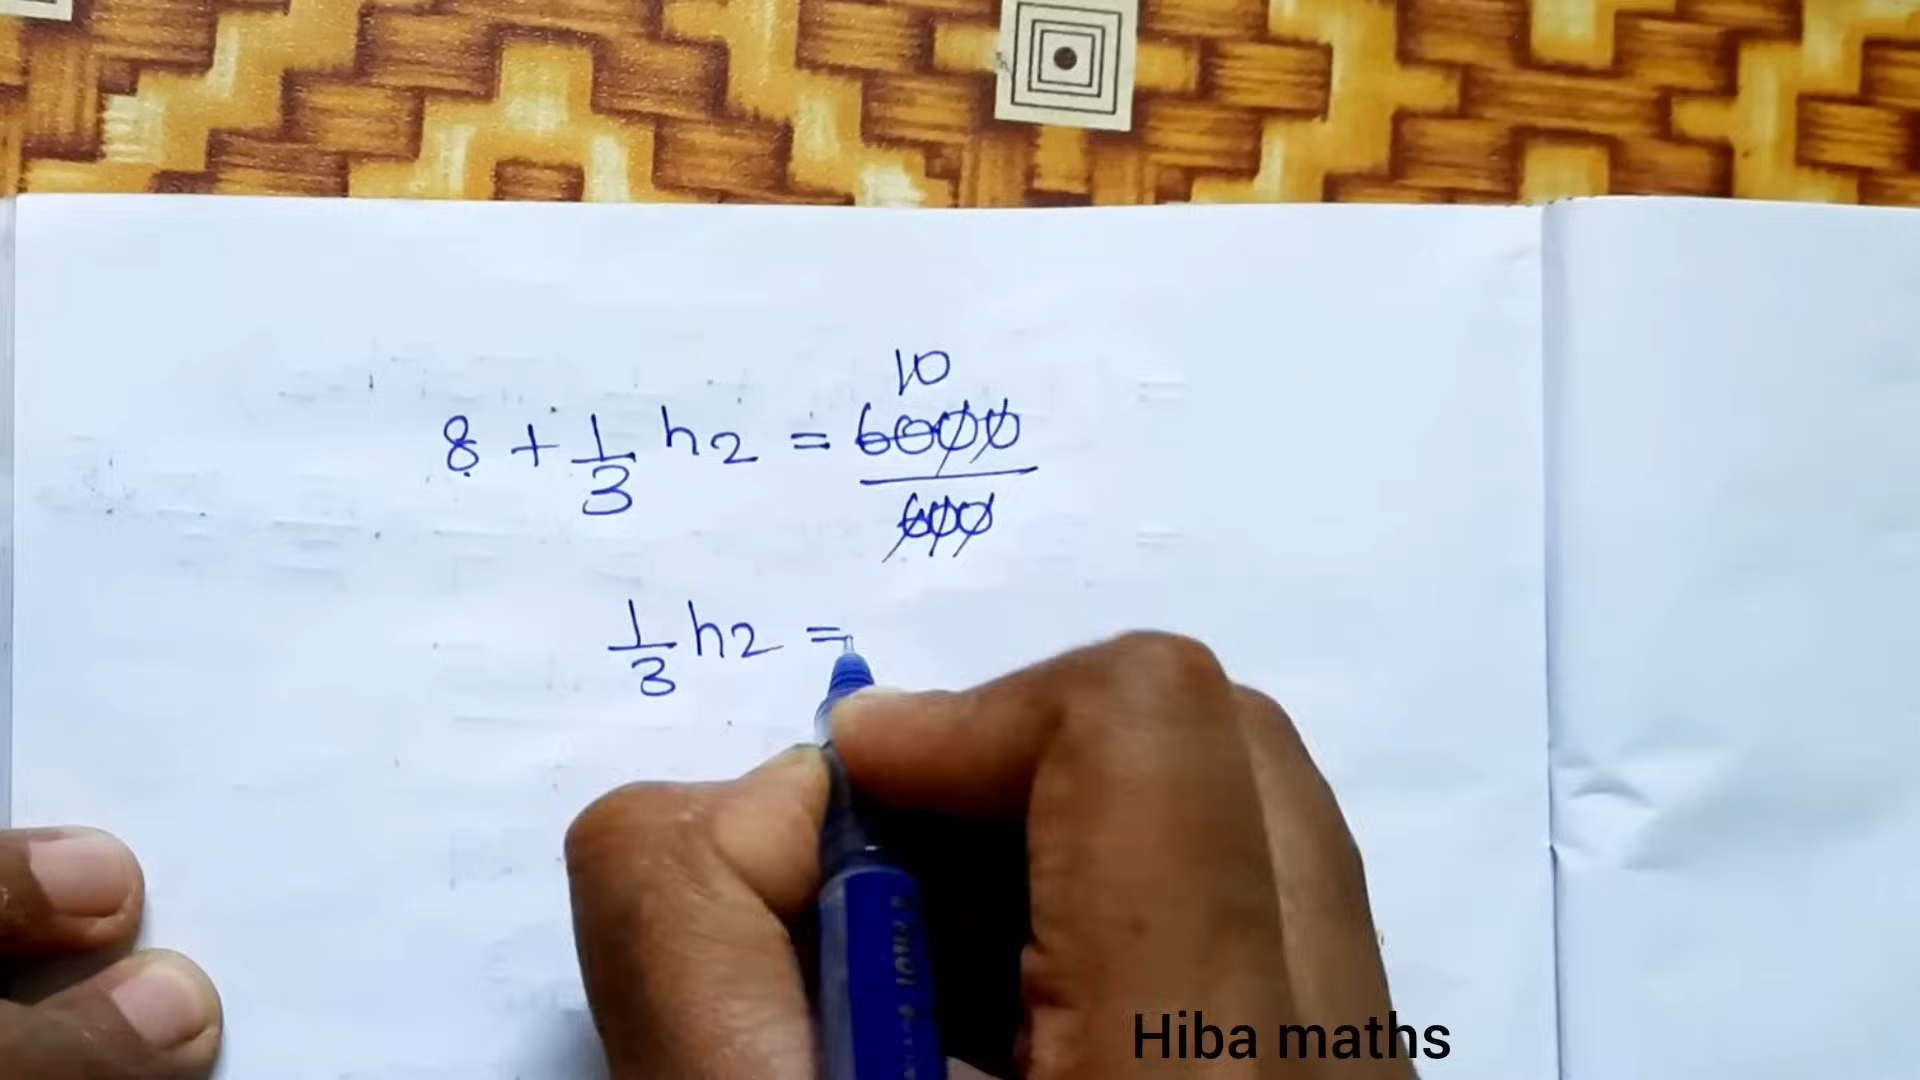 10
8 + 1/3 h2 = 6000/600
1/3 h2 =
Hiba maths